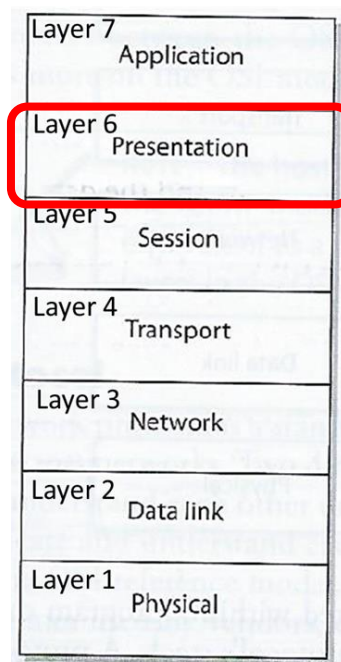 Layer 7
Application
Layer 6
Presentation
Layer 5
Session
Layer 4
Transport
Layer 3
Network
Layer 2
Data link
Layer 1
Physical